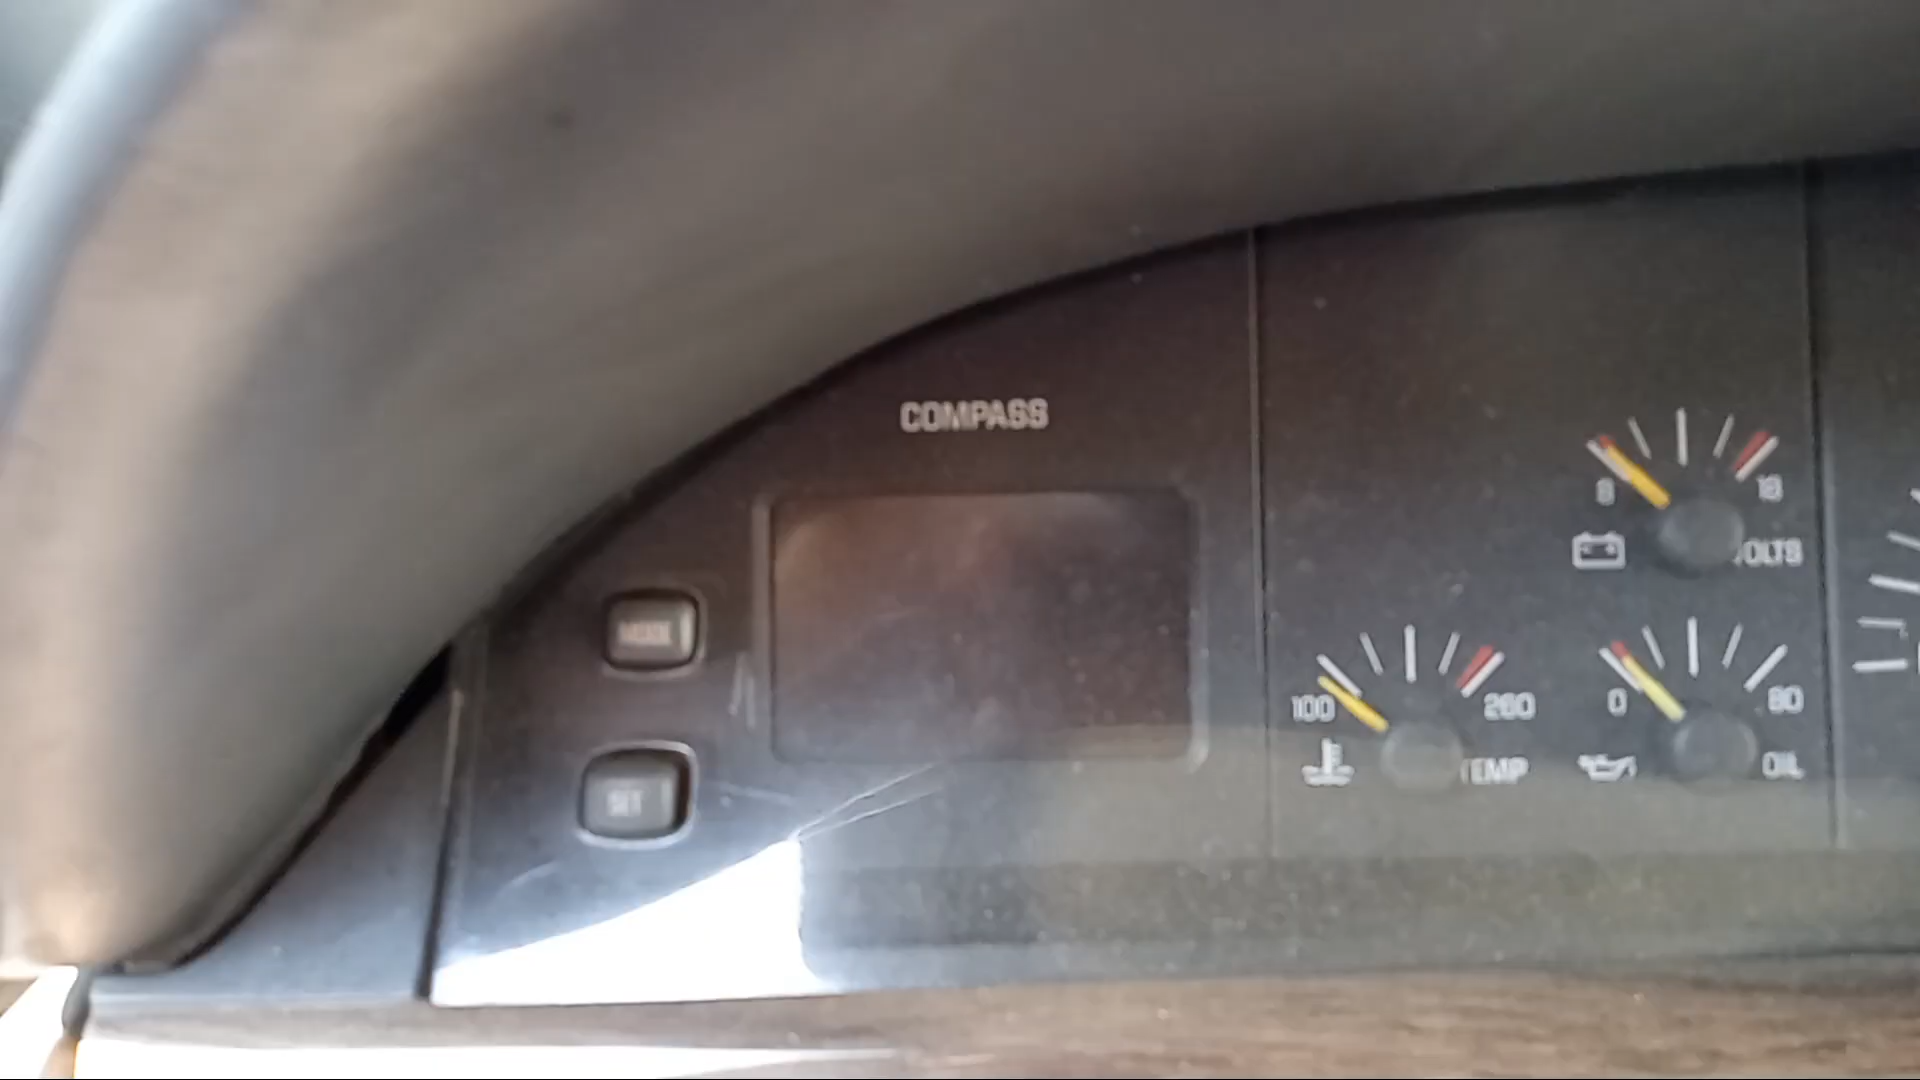 COMPASS
8 18
VOLTS
MODE
100 260
TEMP
0 80
OIL
SET